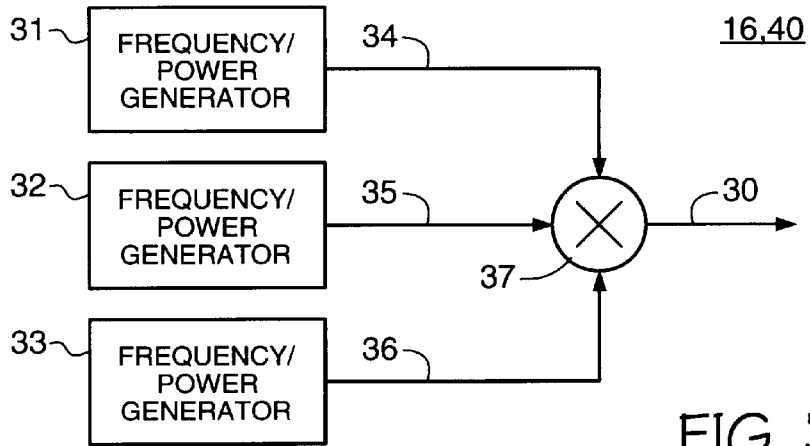 31
FREQUENCY/
POWER
GENERATOR
34
16,40
32
FREQUENCY/
POWER
GENERATOR
35
30
37
33
FREQUENCY/
POWER
GENERATOR
36
FIG.